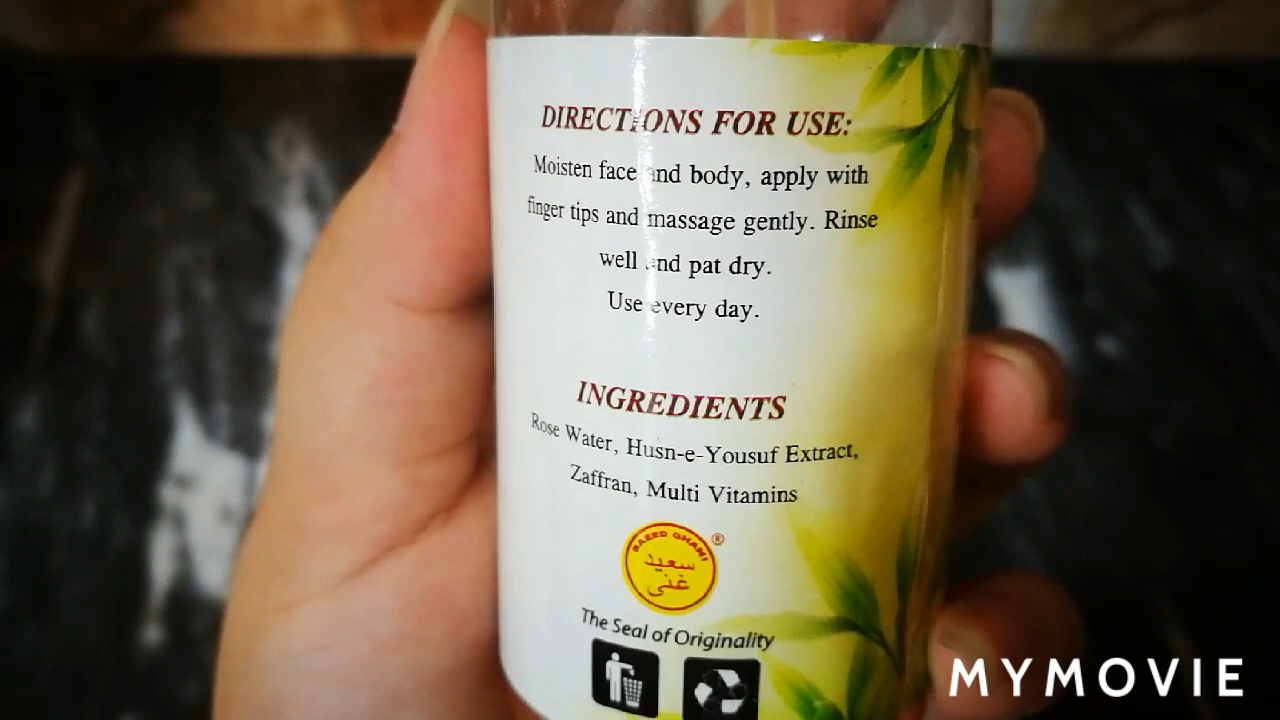 DIRECTIONS FOR USE:
Moisten face and body, apply with
finger tips and massage gently. Rinse
well and pat dry.
Use every day.
INGREDIENTS
Rose Water, Husn-e-Yousuf Extract,
Zaffran, Multi Vitamins
SAEED GHANI ®
سعید
غنی
The Seal of Originality
MYMOVIE